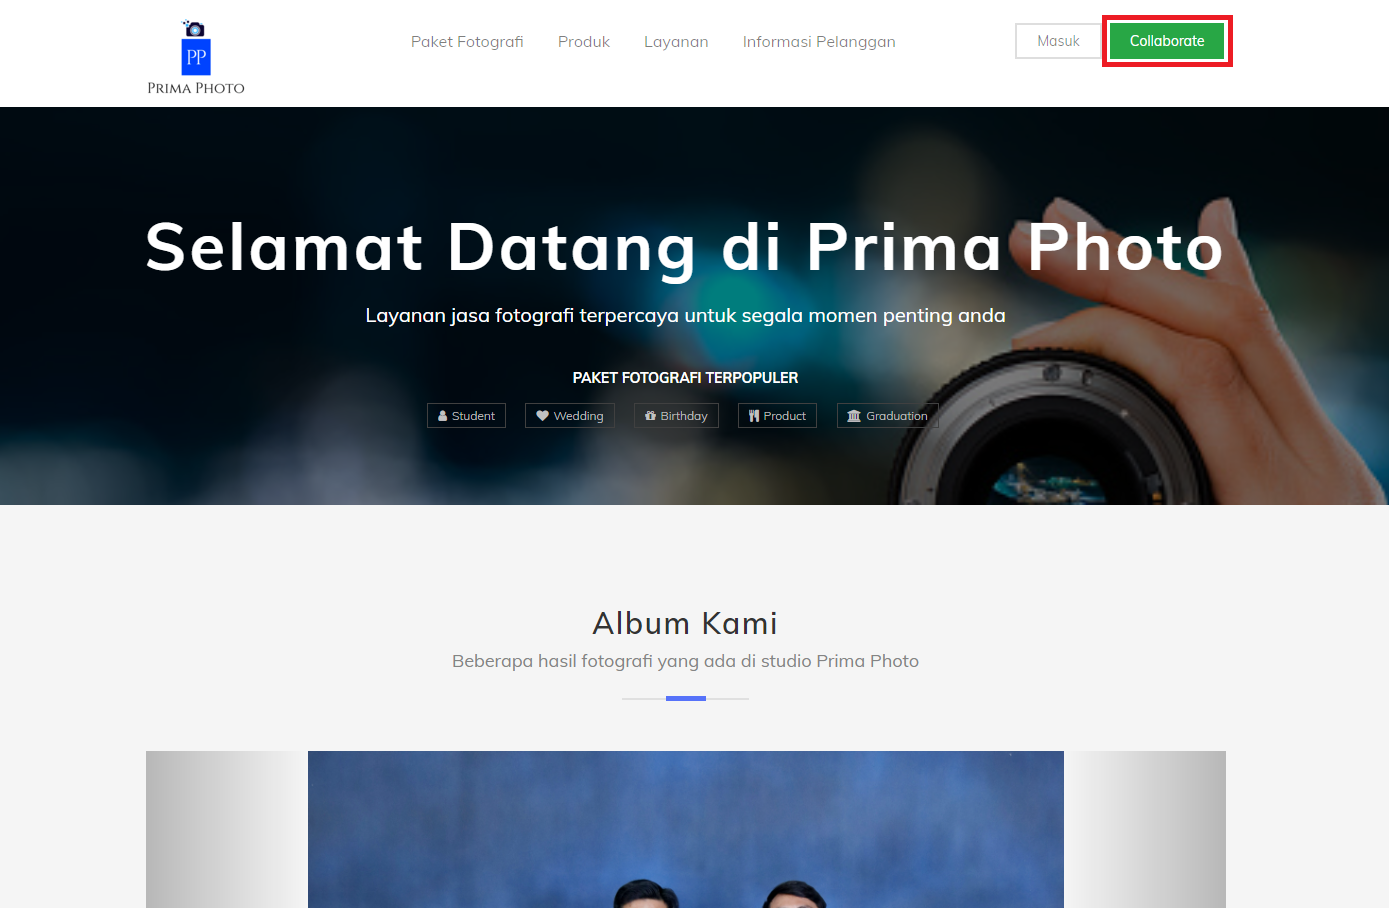 PP
PRIMA PHOTO
Paket Fotografi Produk Layanan Informasi Pelanggan
Masuk Collaborate
Selamat Datang di Prima Photo
Layanan jasa fotografi terpercaya untuk segala momen penting anda
PAKET FOTOGRAFI TERPOPULER
Student Wedding Birthday Product Graduation
Album Kami
Beberapa hasil fotografi yang ada di studio Prima Photo